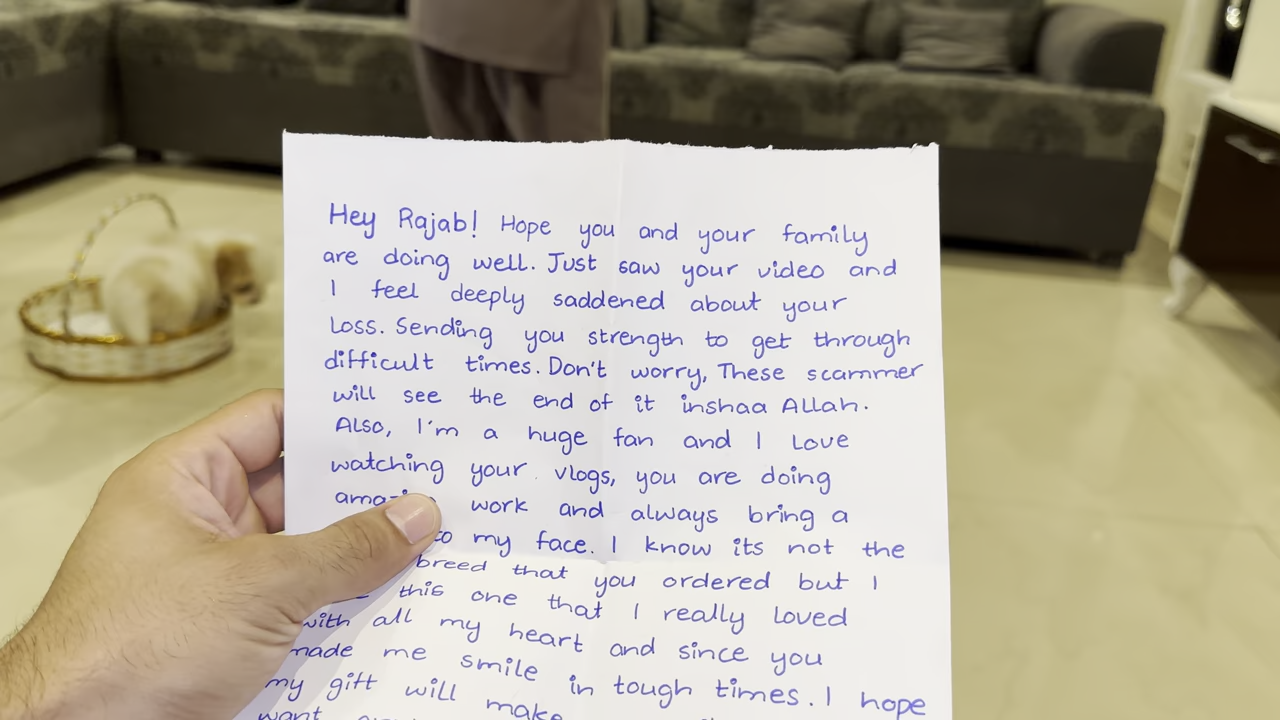 Hey Rajab! Hope you and your family
are doing well. Just saw your video and
I feel deeply saddened about your
Loss. Sending you strength to get through
difficult times. Don't worry, These scammer
will see the end of it inshaa Allah.
Also, I'm a huge fan and I Love
watching your vlogs, you are doing
work and always bring a
to my face. I know its not the
breed that you ordered but I
this one that I really loved
with all my heart and since you
made me smile in tough times. I hope
my gift will make
want